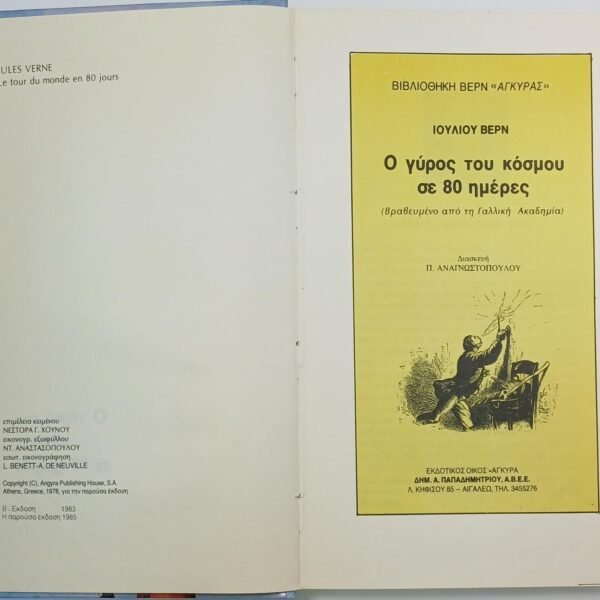 ULES VERNE
Le tour du monde en 80 jours
επιμέλεια κειμένου
ΝΕΣΤΟΡΑ Γ. ΧΟΥΝΟΥ
εικονογρ. εξωφύλλου
ΝΤ. ΑΝΑΣΤΑΣΟΠΟΥΛΟΥ
εσωτ. εικονογράφηση
L. BENETT-A. DE NEUVILLE
Copyright (C), Angyra Publishing House, S.A.
Athens, Greece, 1978, για την παρούσα έκδοση
Β΄- Έκδοση 1983
Η παρούσα έκδοση 1985
ΒΙΒΛΙΟΘΗΚΗ ΒΕΡΝ «ΑΓΚΥΡΑΣ»
ΙΟΥΛΙΟΥ ΒΕΡΝ
Ο γύρος του κόσμου
σε 80 ημέρες
(Βραβευμένο από τη Γαλλική Ακαδημία)
Διασκευή
Π. ΑΝΑΓΝΩΣΤΟΠΟΥΛΟΥ
ΕΚΔΟΤΙΚΟΣ ΟΙΚΟΣ «ΑΓΚΥΡΑ
ΔΗΜ. Α. ΠΑΠΑΔΗΜΗΤΡΙΟΥ, Α.Β.Ε.Ε.
Λ. ΚΗΦΙΣΟΥ 85 – ΑΙΓΑΛΕΩ, ΤΗΛ. 3455276